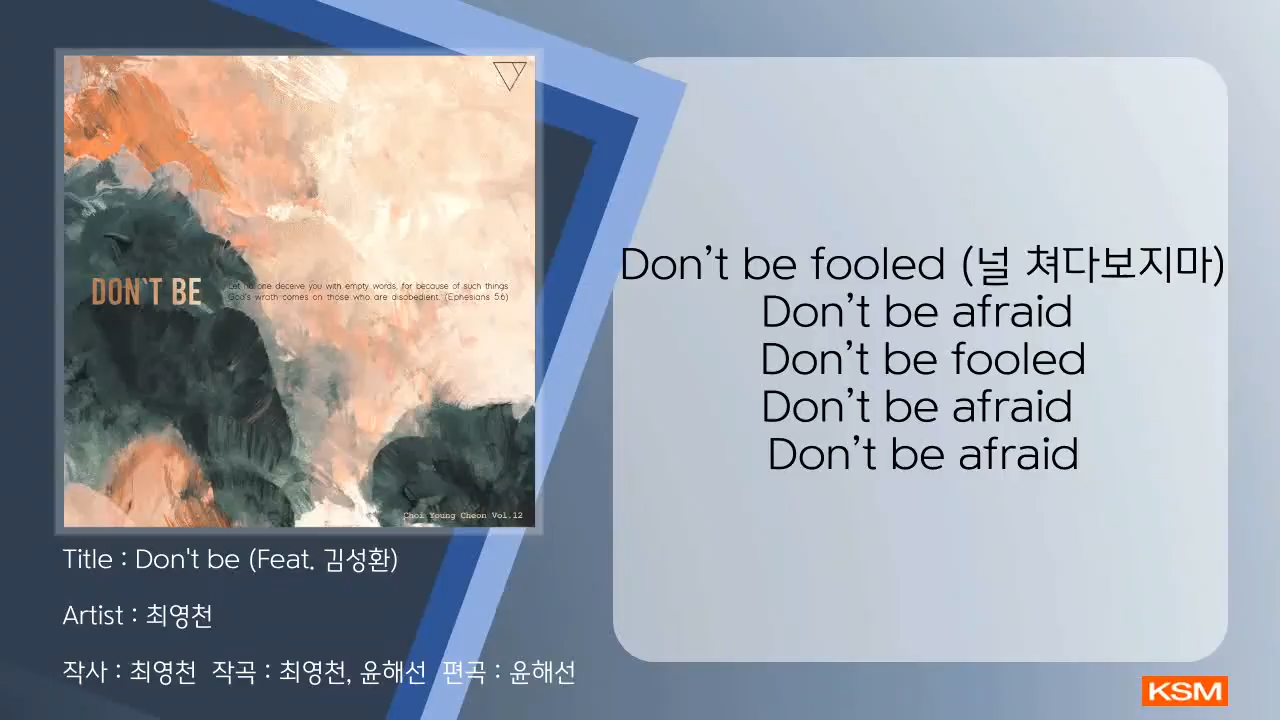 DON'T BE
Let no one deceive you with empty words, for because of such things
God's wrath comes on those who are disobedient. (Ephesians 5:6)
Choi Young Cheon Vol.12
Title : Don't be (Feat. 김성환)
Artist : 최영천
작사 : 최영천 작곡 : 최영천, 윤해선 편곡 : 윤해선
Don’t be fooled (널 쳐다보지마)
Don’t be afraid
Don’t be fooled
Don’t be afraid
Don’t be afraid
KSM